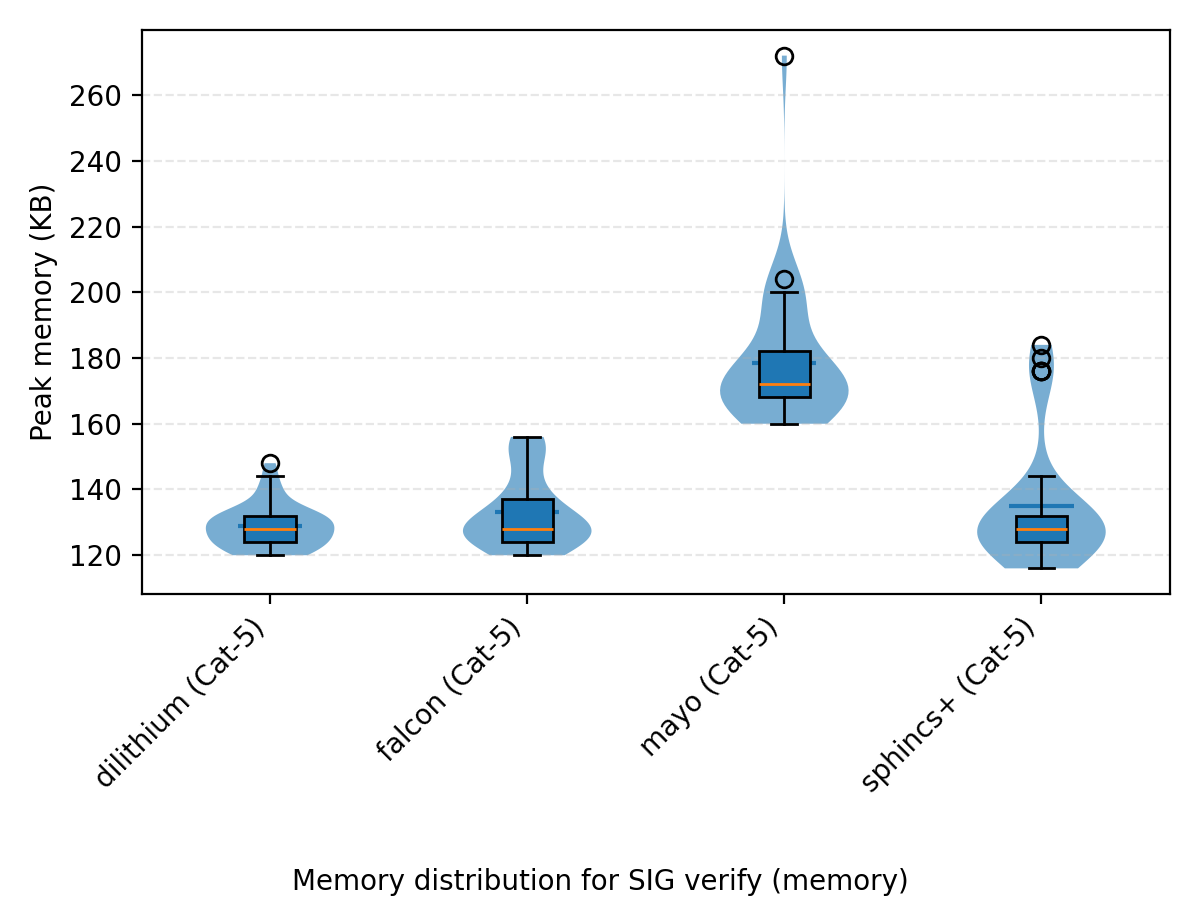 260
240
220
200
180
160
140
120
Peak memory (KB)
dilithium (Cat-5)
falcon (Cat-5)
mayo (Cat-5)
sphincs+ (Cat-5)
Memory distribution for SIG verify (memory)